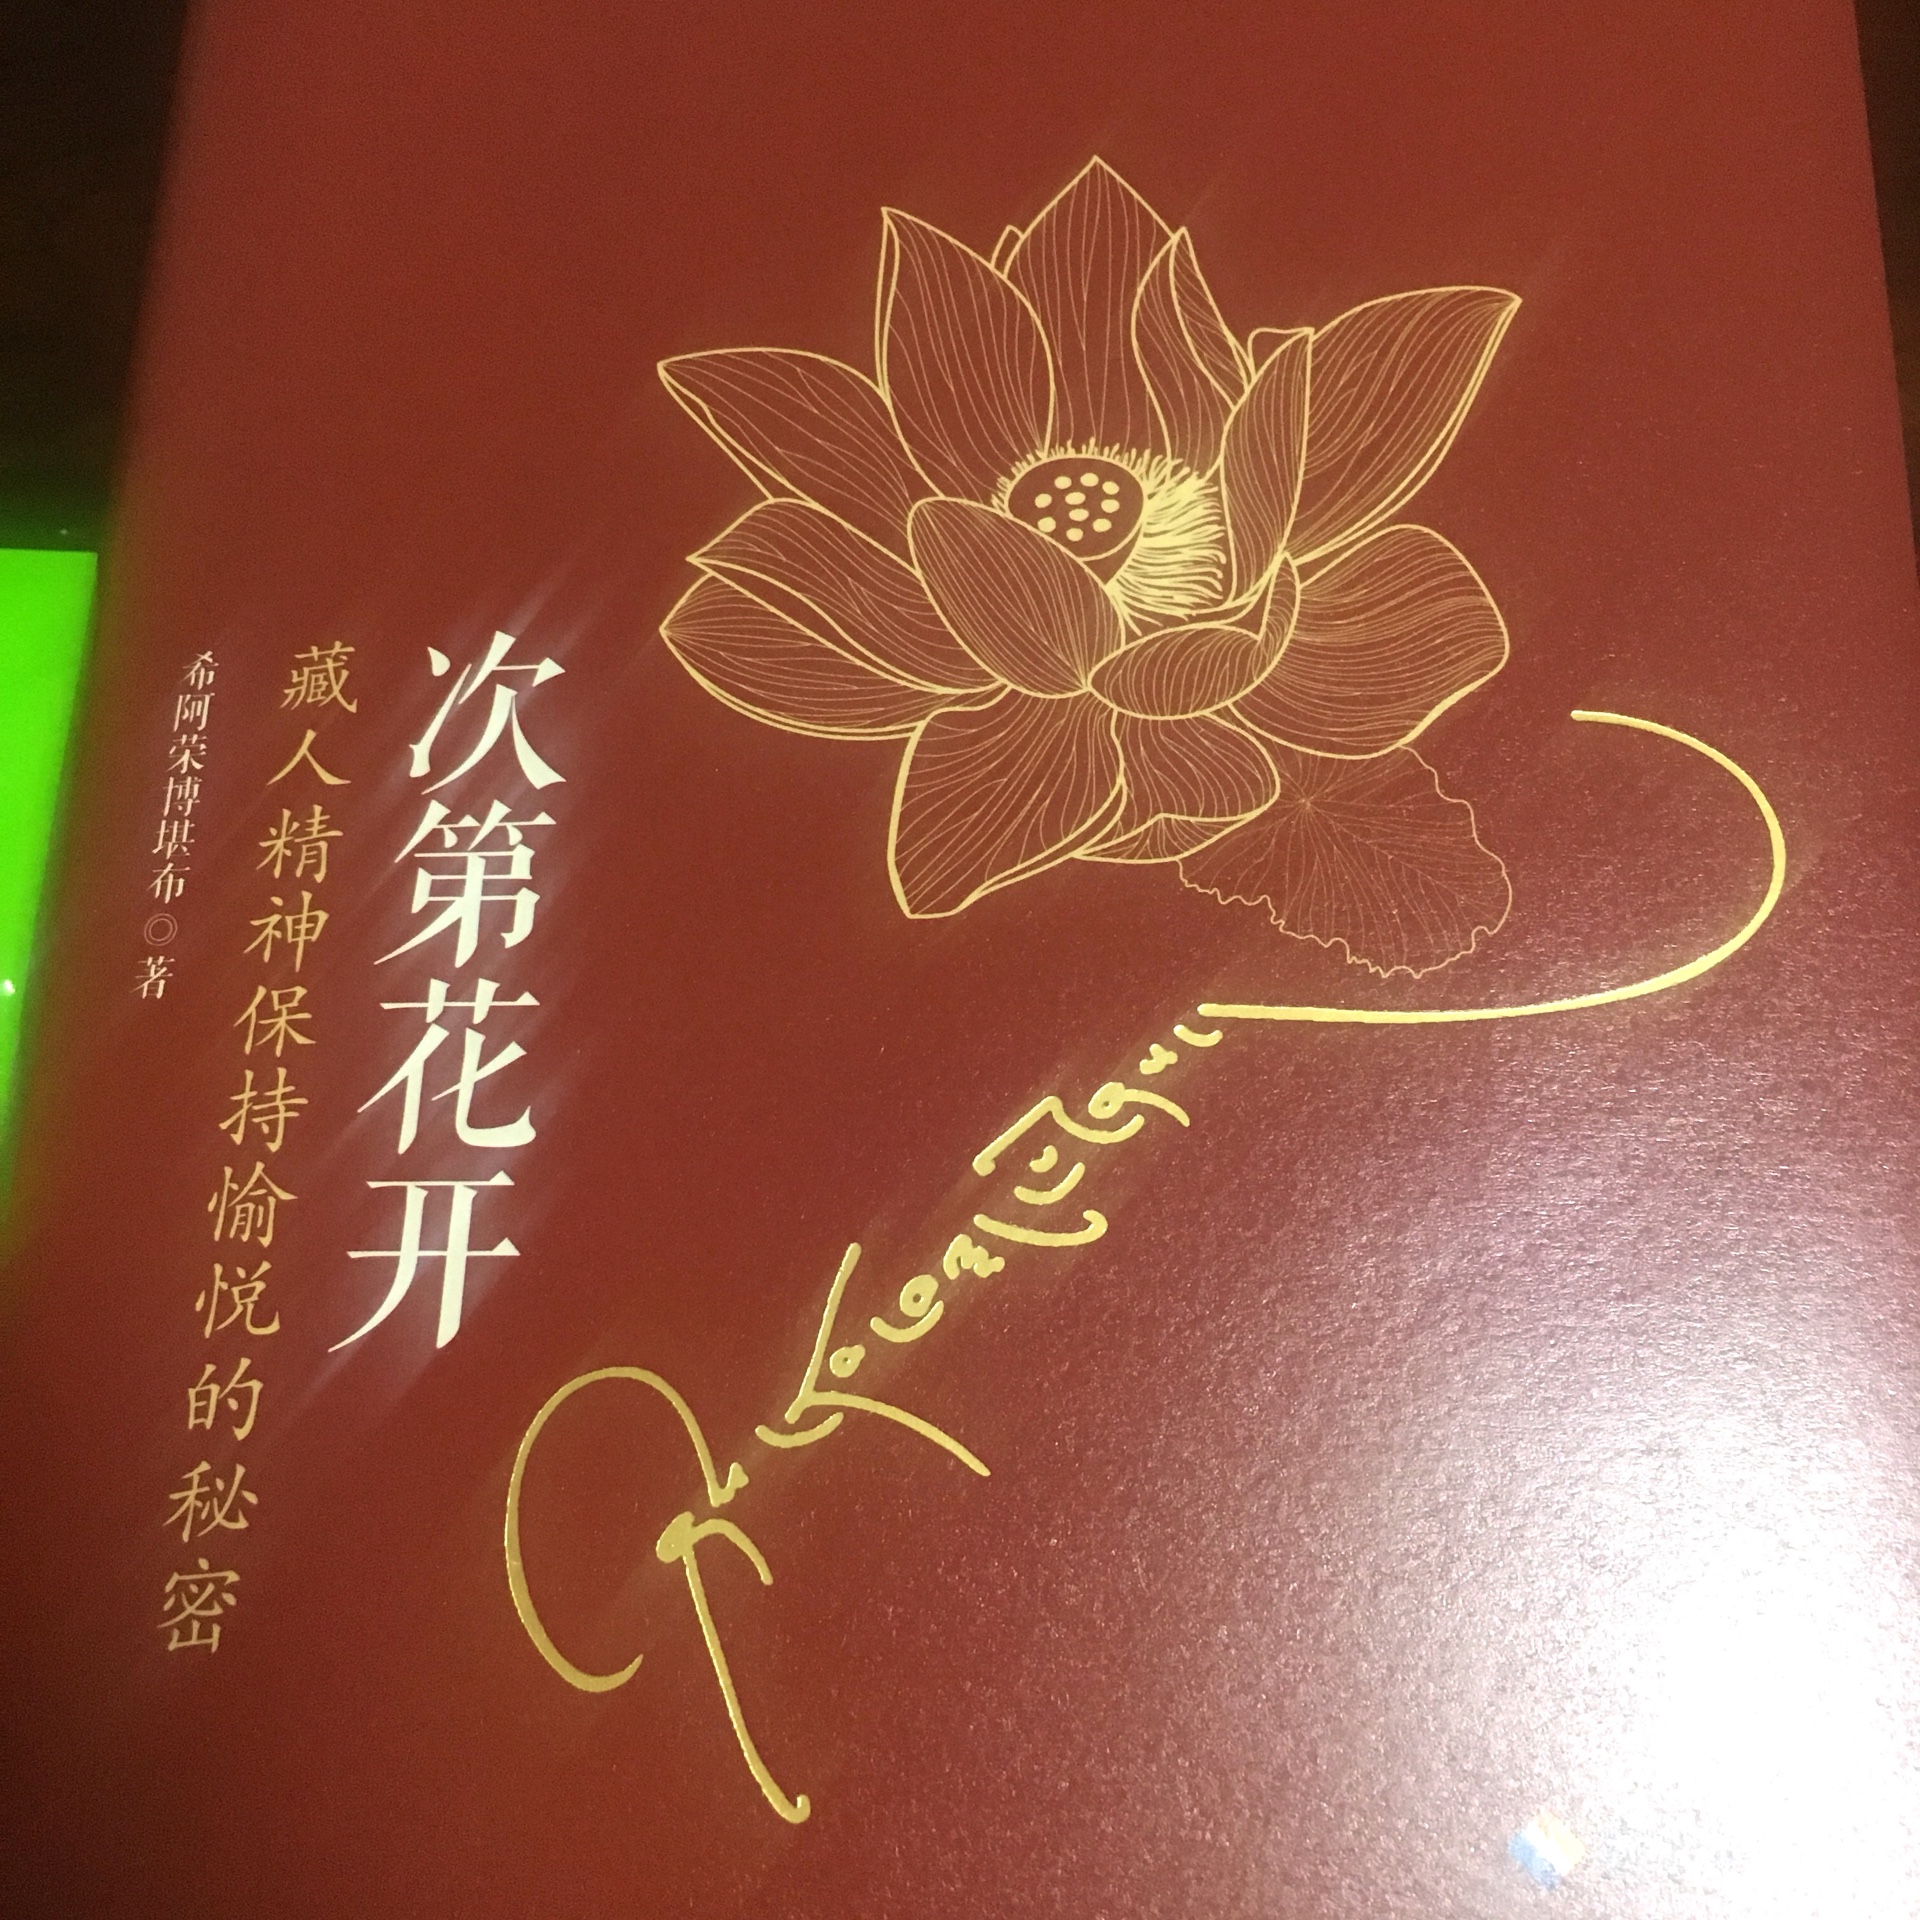 次第花开
藏人精神保持愉悦的秘密
希阿荣博堪布◎著